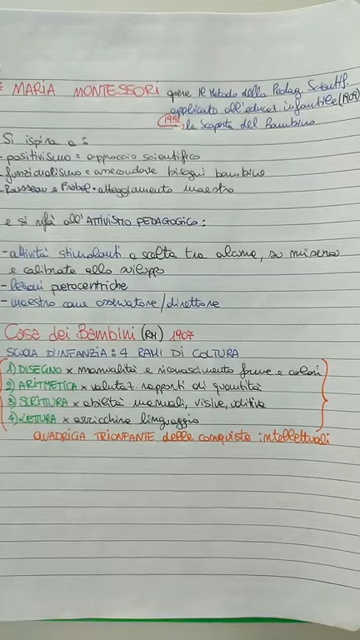 * MARIA MONTESSORI opere Il Metodo della Pedag. Scientif.
applicato all'educaz. infantile (ROR)
la Scoperta del Bambino
Si ispira a:
- positivismo = approccio scientifico
- funzionalismo = assecondare bisogni bambino
- Rousseau e Frobel = atteggiamento maestro
e si rifà all'ATTIVISMO PEDAGOGICO:
- attività stimolanti a scelta tra alcune, su misura
e calibrate allo sviluppo
- lezioni puerocentriche
- maestro come osservatore/direttore
Casa dei Bambini (RM) 1907
SCUOLA D'INFANZIA: 4 RAMI DI COLTURA
1) DISEGNO x manualità e riconoscimento forme e colori
2) ARITMETICA x valutaz. rapporti di quantità
3) SCRITTURA x abilità manuali, visive, uditive
4) LETTURA x arricchire linguaggio
QUADRIGA TRIONFANTE delle conquiste intellettuali